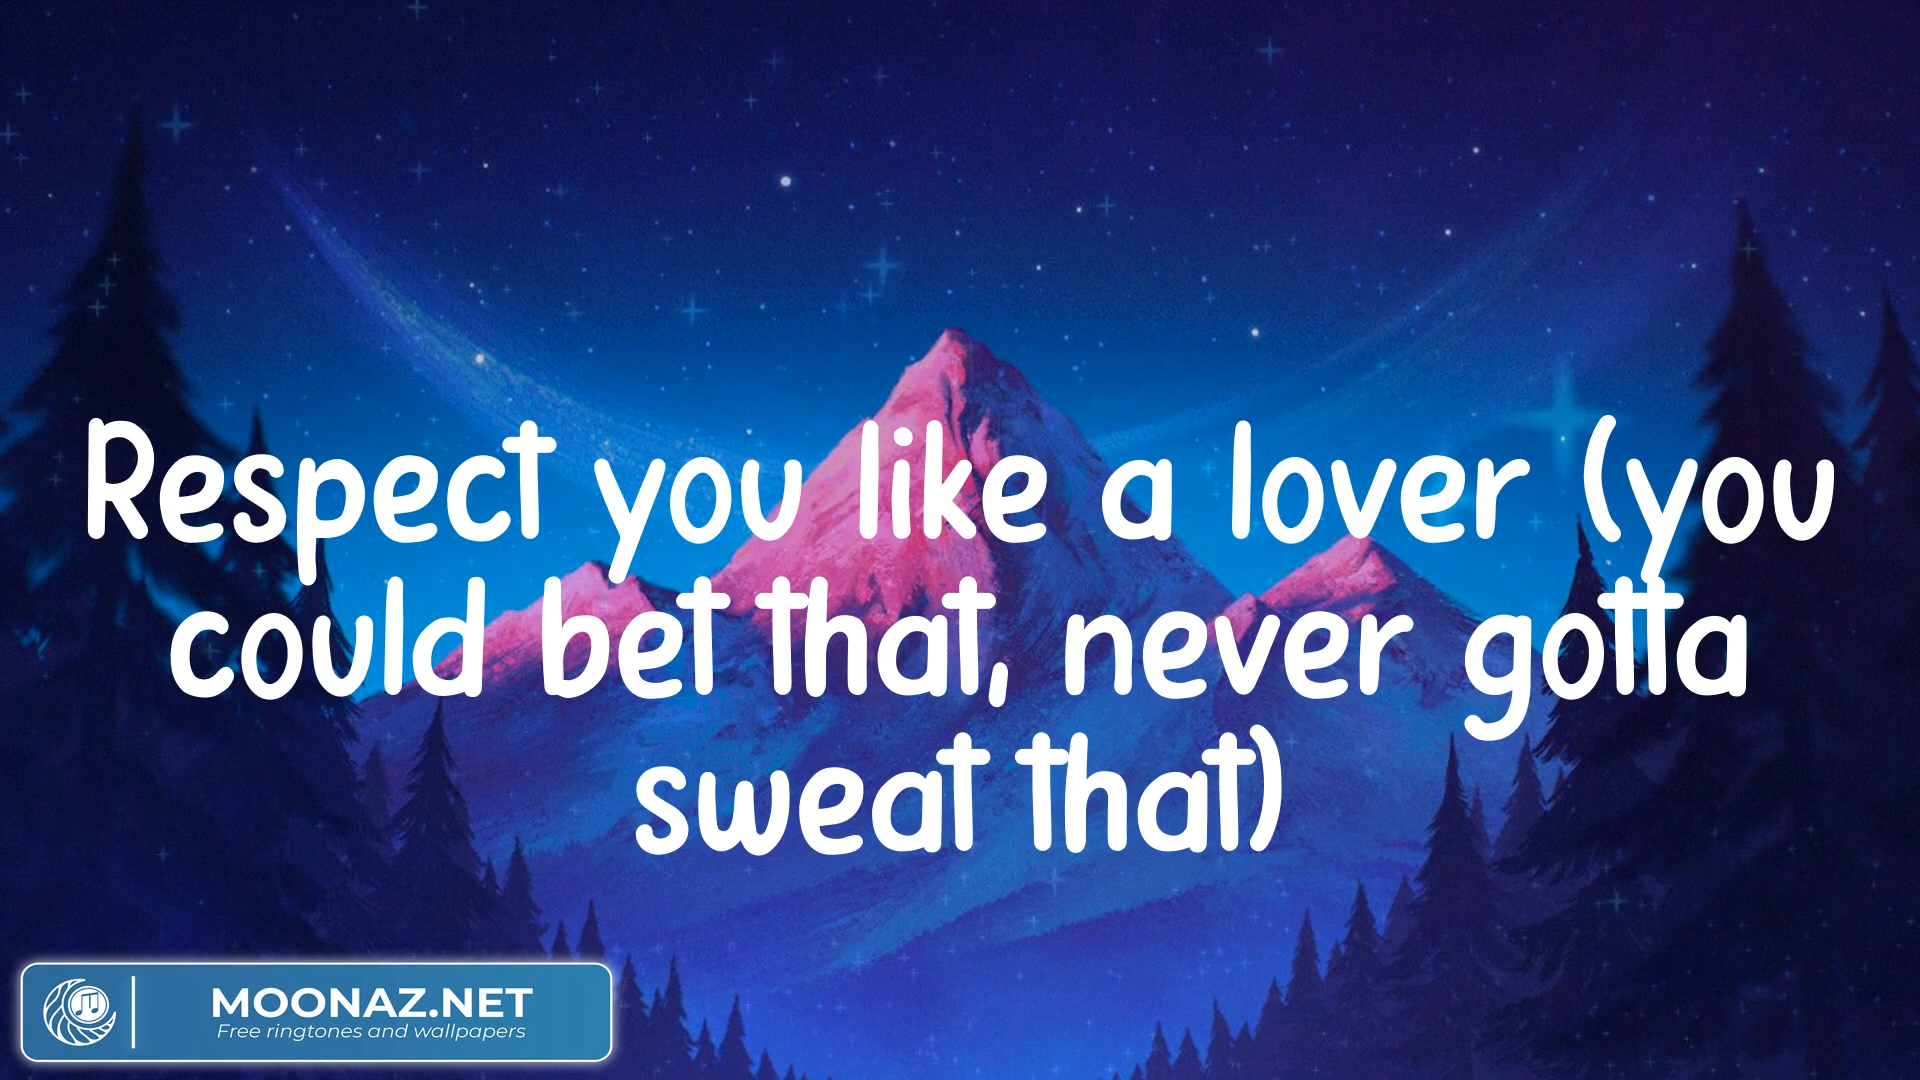 Respect you like a lover (you
could bet that, never gotta
sweat that)
MOONAZ.NET
Free ringtones and wallpapers